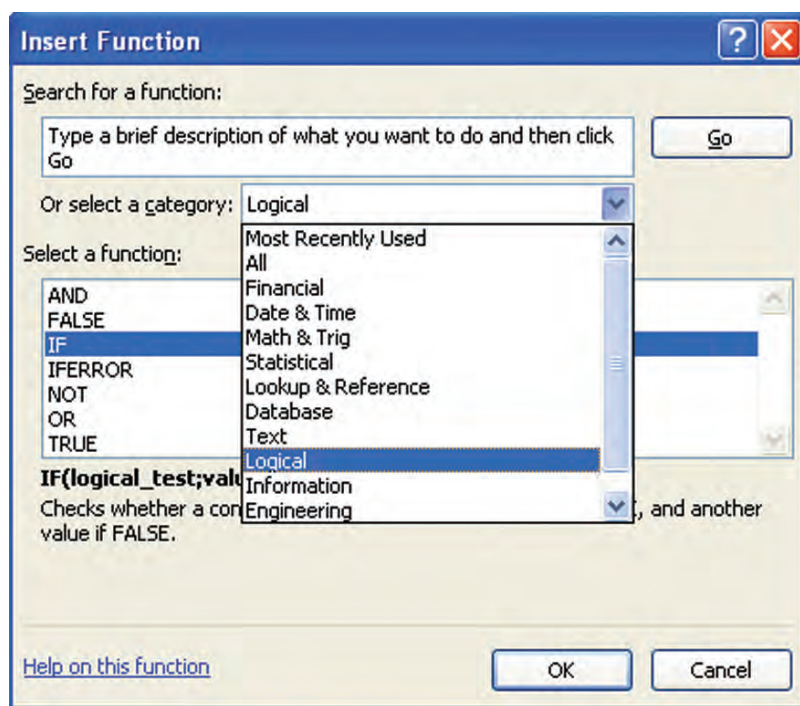 Insert Function
Search for a function:
Type a brief description of what you want to do and then click
Go
Go
Or select a category: Logical
Most Recently Used
All
Financial
Date & Time
Math & Trig
Statistical
Lookup & Reference
Database
Text
Logical
Information
Engineering
Select a function:
AND
FALSE
IF
IFERROR
NOT
OR
TRUE
IF(logical_test;
Checks whether a , and another
value if FALSE.
Help on this function
OK
Cancel